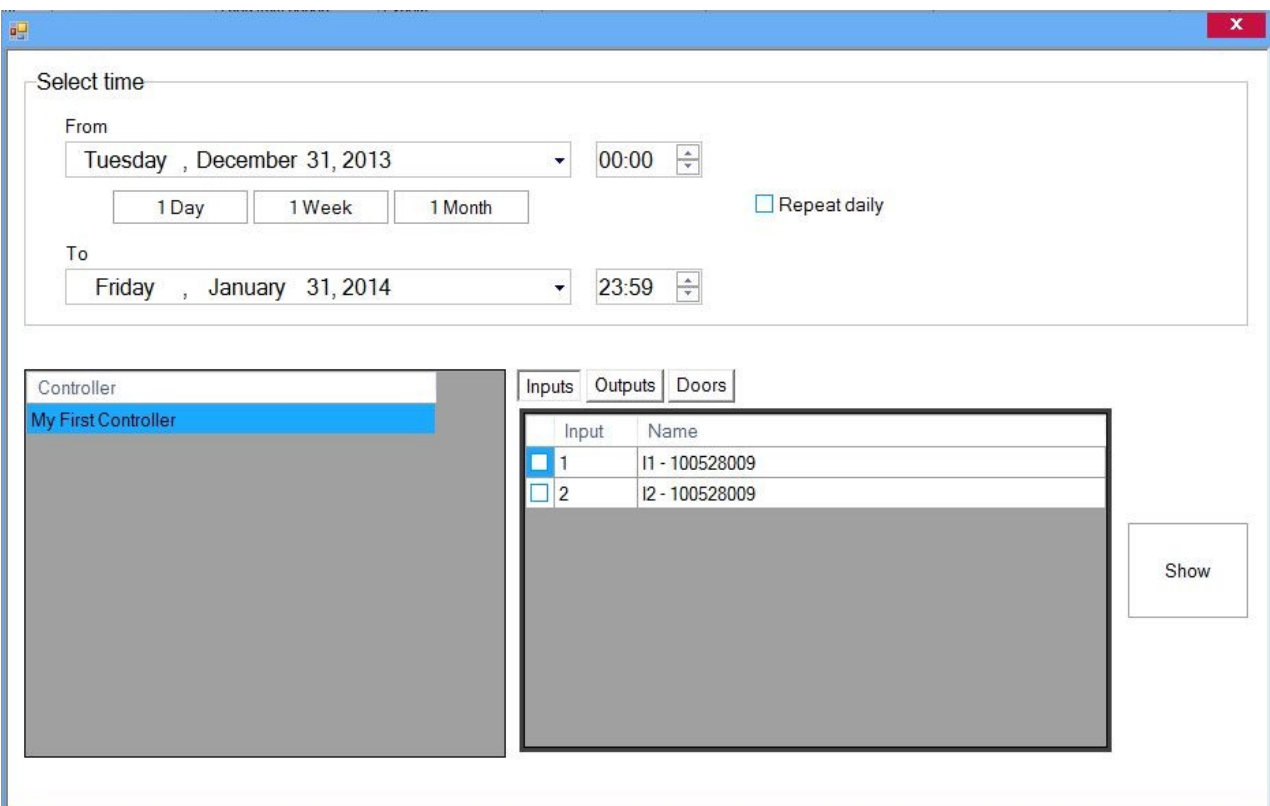 x
Select time
From
Tuesday , December 31, 2013 00:00
1 Day 1 Week 1 Month Repeat daily
To
Friday , January 31, 2014 23:59
Controller
My First Controller
Inputs Outputs Doors
Input Name
1 I1 - 100528009
2 I2 - 100528009
Show